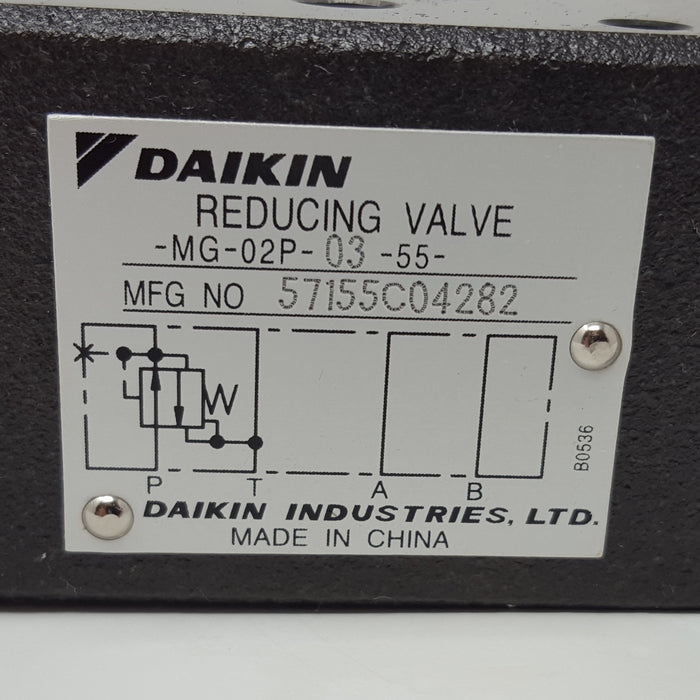 DAIKIN
REDUCING VALVE
-MG-02P-03-55-
MFG NO 57155C04282
W
P T A B
B0536
DAIKIN INDUSTRIES, LTD.
MADE IN CHINA